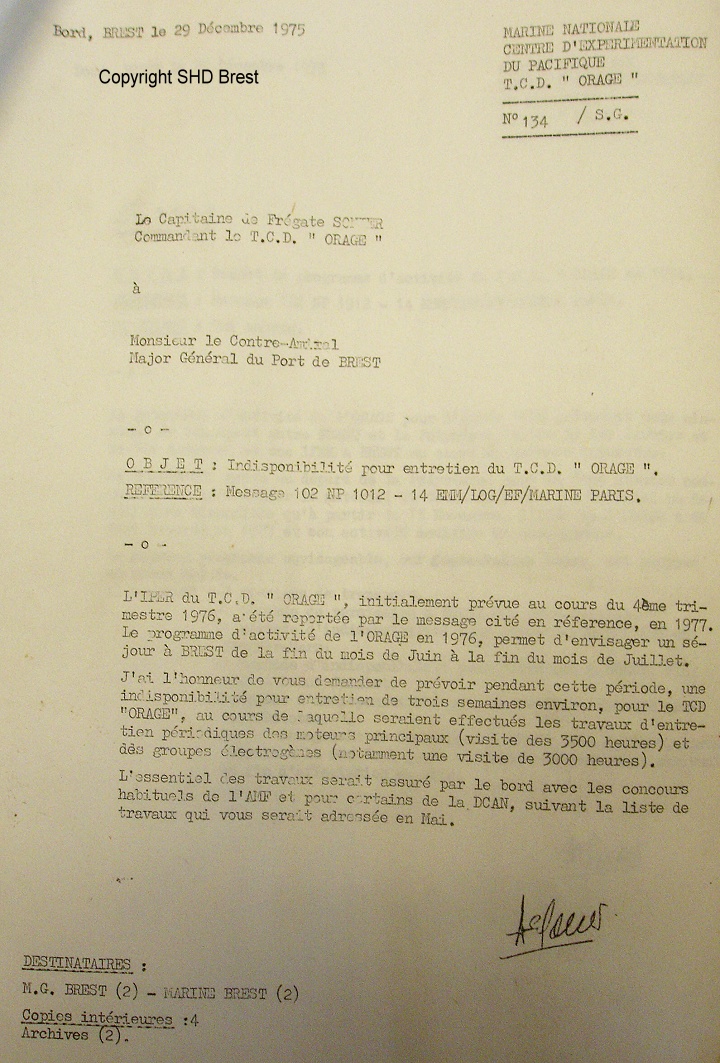 Bord, BREST le 29 Décembre 1975
MARINE NATIONALE
CENTRE D'EXPERIMENTATION
DU PACIFIQUE
T.C.D. " ORAGE "
N° 134 / S.G.
Copyright SHD Brest
Le Capitaine de Frégate
Commandant le T.C.D. " ORAGE "
à
Monsieur le Contre-Amiral
Major Général du Port de BREST
- o -
O B J E T : Indisponibilité pour entretien du T.C.D. " ORAGE ".
REFERENCE : Message 102 NP 1012 - 14 EMM/LOG/EF/MARINE PARIS.
- o -
L'IPER du T.C.D. " ORAGE ", initialement prévue au cours du 4ème tri-
mestre 1976, a été reportée par le message cité en réference, en 1977.
Le programme d'activité de l'ORAGE en 1976, permet d'envisager un sé-
jour à BREST de la fin du mois de Juin à la fin du mois de Juillet.
J'ai l'honneur de vous demander de prévoir pendant cette période, une
indisponibilité pour entretien de trois semaines environ, pour le TCD
"ORAGE", au cours de laquelle seraient effectués les travaux d'entre-
tien périodiques des moteurs principaux (visite des 3500 heures) et
des groupes électrogènes (notamment une visite de 3000 heures).
L'essentiel des travaux serait assuré par le bord avec les concours
habituels de l'AMF et pour certains de la DCAN, suivant la liste de
travaux qui vous serait adressée en Mai.
DESTINATAIRES :
M.G. BREST (2) - MARINE BREST (2)
Copies intérieures :4
Archives (2).